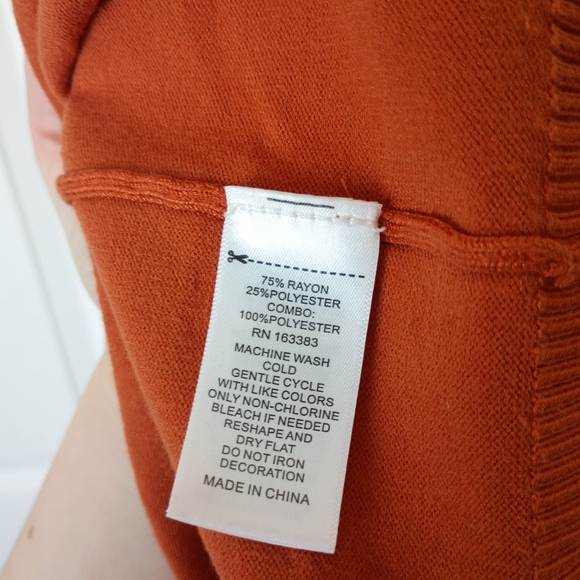 75% RAYON
25%POLYESTER
COMBO:
100%POLYESTER
RN 163383
MACHINE WASH
COLD
GENTLE CYCLE
WITH LIKE COLORS
ONLY NON-CHLORINE
BLEACH IF NEEDED
RESHAPE AND
DRY FLAT
DO NOT IRON
DECORATION
MADE IN CHINA